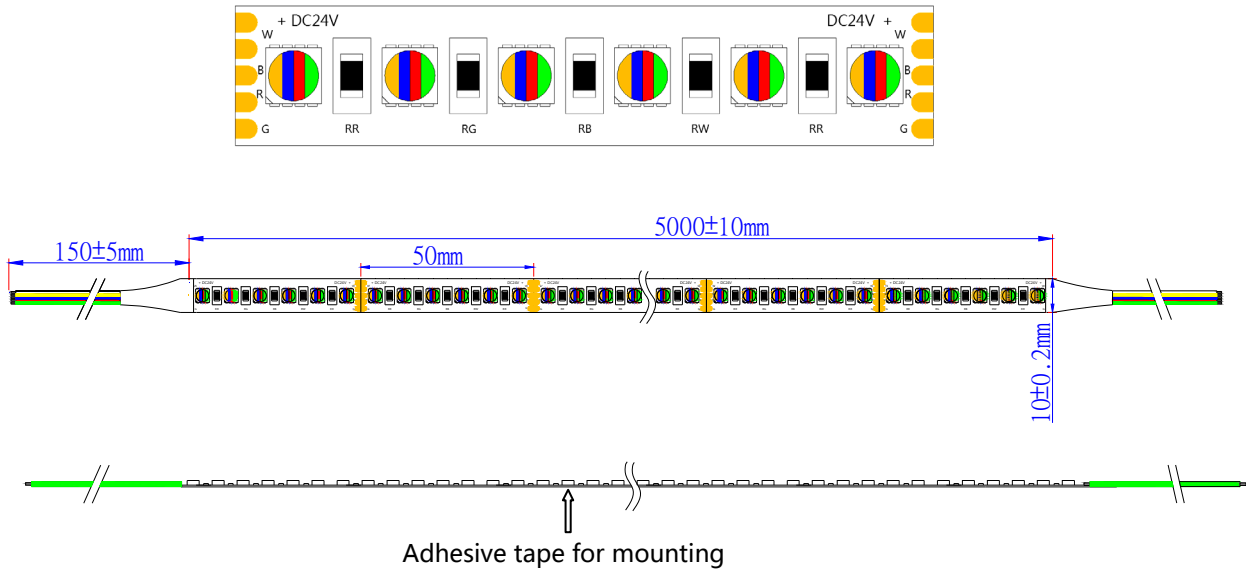 + DC24V DC24V +
W W
B B
R R
G RR RG RB RW RR G
5000±10mm
150±5mm
50mm
10±0.2mm
Adhesive tape for mounting